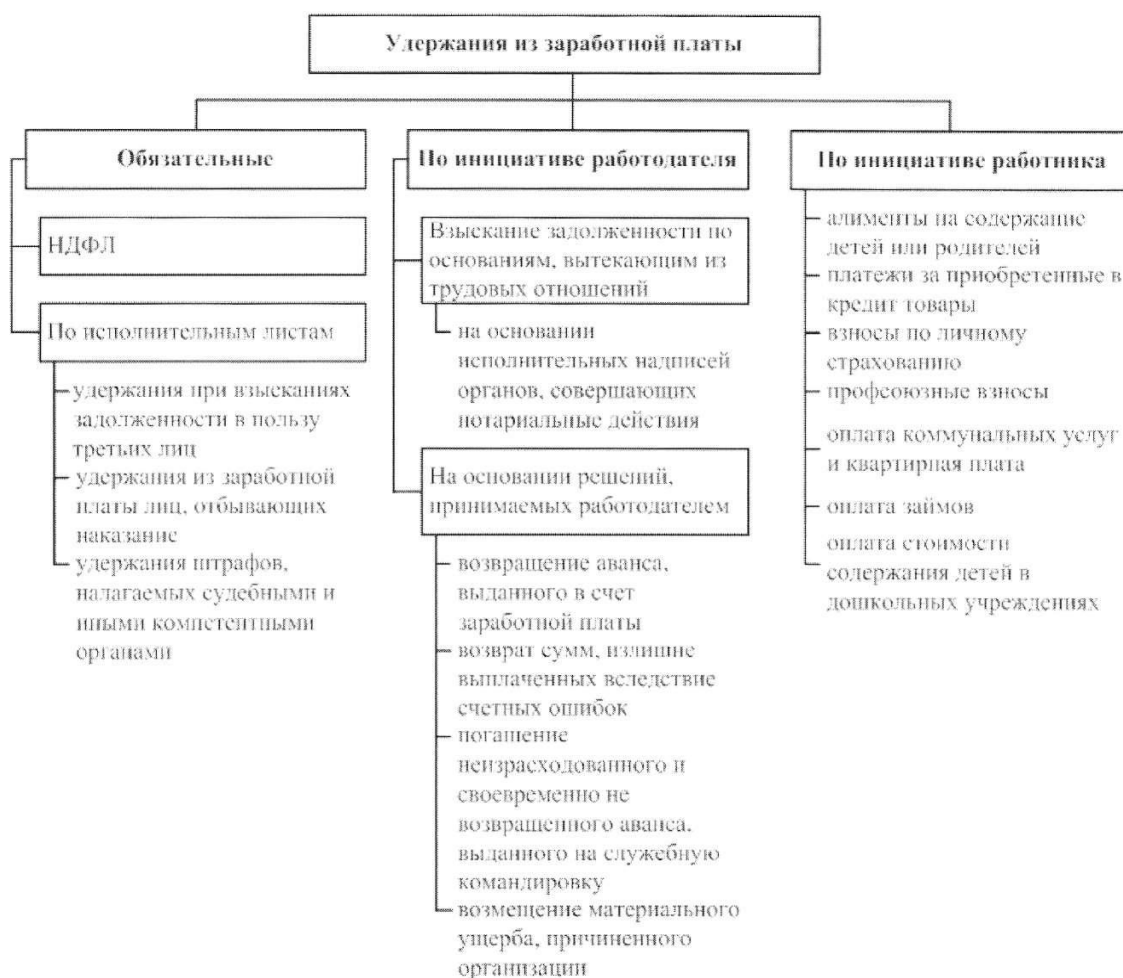 Удержания из заработной платы
Обязательные
НДФЛ
По исполнительным листам
удержания при взысканиях
задолженности в пользу
третьих лиц
удержания из заработной
платы лиц, отбывающих
наказание
удержания штрафов,
налагаемых судебными и
иными компетентными
органами
По инициативе работодателя
Взыскание задолженности по
основаниям, вытекающим из
трудовых отношений
на основании
исполнительных надписей
органов, совершающих
нотариальные действия
На основании решений,
принимаемых работодателем
возвращение аванса,
выданного в счет
заработной платы
возврат сумм, излишне
выплаченных вследствие
счетных ошибок
погашение
неизрасходованного и
своевременно не
возвращенного аванса,
выданного на служебную
командировку
возмещение материального
ущерба, причиненного
организации
По инициативе работника
алименты на содержание
детей или родителей
платежи за приобретенные в
кредит товары
взносы по личному
страхованию
профсоюзные взносы
оплата коммунальных услуг
и квартирная плата
оплата займов
оплата стоимости
содержания детей в
дошкольных учреждениях